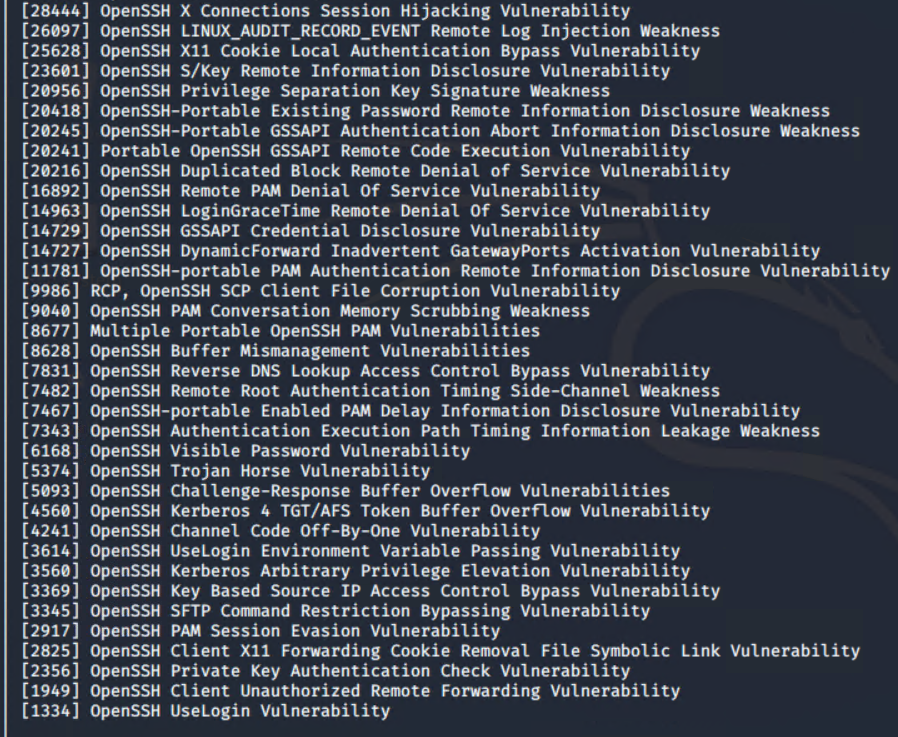 [28444] OpenSSH X Connections Session Hijacking Vulnerability
[26097] OpenSSH LINUX_AUDIT_RECORD_EVENT Remote Log Injection Weakness
[25628] OpenSSH X11 Cookie Local Authentication Bypass Vulnerability
[23601] OpenSSH S/Key Remote Information Disclosure Vulnerability
[20956] OpenSSH Privilege Separation Key Signature Weakness
[20418] OpenSSH-Portable Existing Password Remote Information Disclosure Weakness
[20245] OpenSSH-Portable GSSAPI Authentication Abort Information Disclosure Weakness
[20241] Portable OpenSSH GSSAPI Remote Code Execution Vulnerability
[20216] OpenSSH Duplicated Block Remote Denial of Service Vulnerability
[16892] OpenSSH Remote PAM Denial Of Service Vulnerability
[14963] OpenSSH LoginGraceTime Remote Denial Of Service Vulnerability
[14729] OpenSSH GSSAPI Credential Disclosure Vulnerability
[14727] OpenSSH DynamicForward Inadvertent GatewayPorts Activation Vulnerability
[11781] OpenSSH-portable PAM Authentication Remote Information Disclosure Vulnerability
[9986] RCP, OpenSSH SCP Client File Corruption Vulnerability
[9040] OpenSSH PAM Conversation Memory Scrubbing Weakness
[8677] Multiple Portable OpenSSH PAM Vulnerabilities
[8628] OpenSSH Buffer Mismanagement Vulnerabilities
[7831] OpenSSH Reverse DNS Lookup Access Control Bypass Vulnerability
[7482] OpenSSH Remote Root Authentication Timing Side-Channel Weakness
[7467] OpenSSH-portable Enabled PAM Delay Information Disclosure Vulnerability
[7343] OpenSSH Authentication Execution Path Timing Information Leakage Weakness
[6168] OpenSSH Visible Password Vulnerability
[5374] OpenSSH Trojan Horse Vulnerability
[5093] OpenSSH Challenge-Response Buffer Overflow Vulnerabilities
[4560] OpenSSH Kerberos 4 TGT/AFS Token Buffer Overflow Vulnerability
[4241] OpenSSH Channel Code Off-By-One Vulnerability
[3614] OpenSSH UseLogin Environment Variable Passing Vulnerability
[3560] OpenSSH Kerberos Arbitrary Privilege Elevation Vulnerability
[3369] OpenSSH Key Based Source IP Access Control Bypass Vulnerability
[3345] OpenSSH SFTP Command Restriction Bypassing Vulnerability
[2917] OpenSSH PAM Session Evasion Vulnerability
[2825] OpenSSH Client X11 Forwarding Cookie Removal File Symbolic Link Vulnerability
[2356] OpenSSH Private Key Authentication Check Vulnerability
[1949] OpenSSH Client Unauthorized Remote Forwarding Vulnerability
[1334] OpenSSH UseLogin Vulnerability